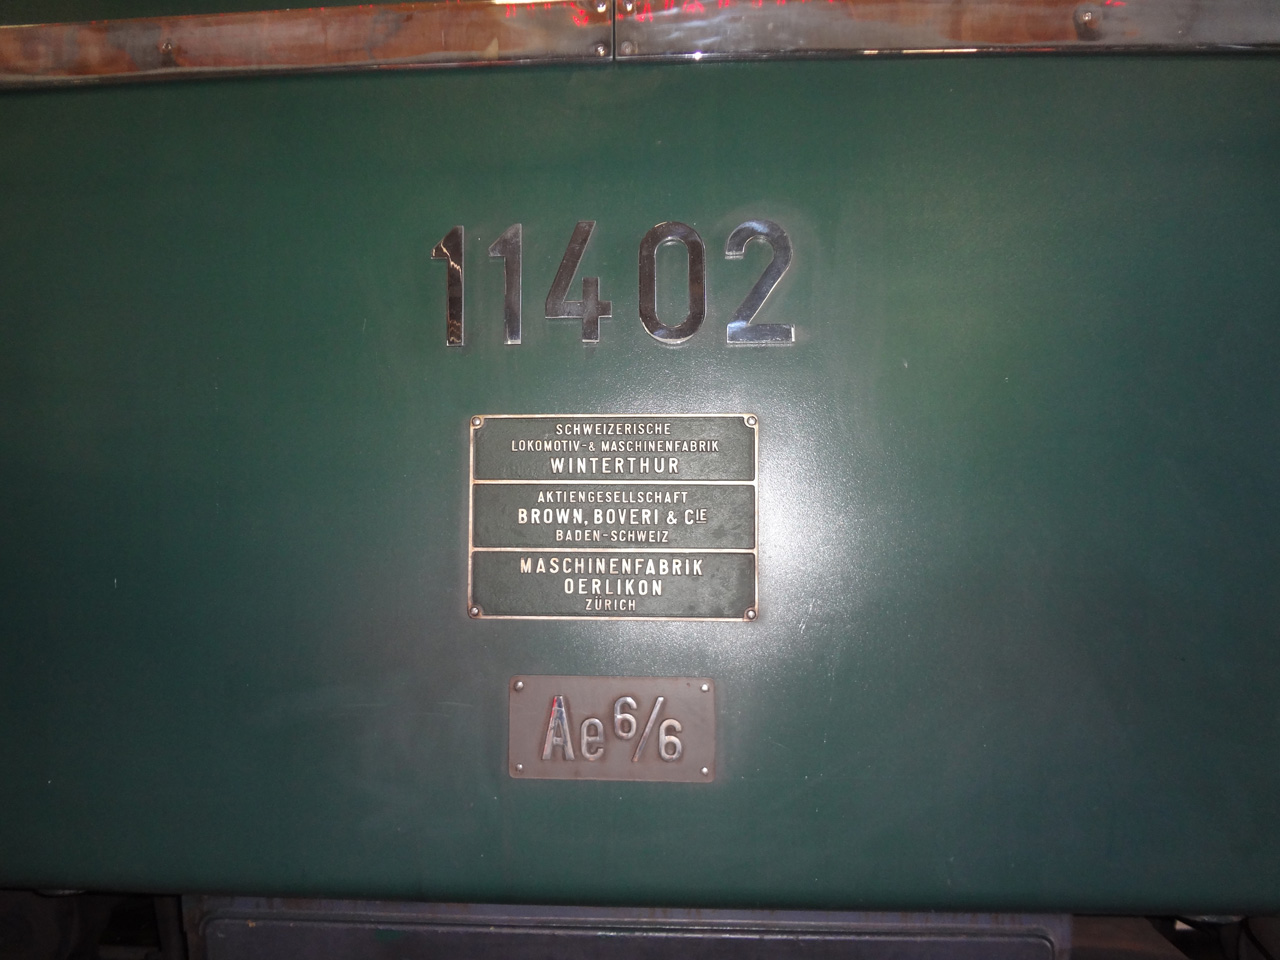 11402
SCHWEIZERISCHE
LOKOMOTIV-& MASCHINENFABRIK
WINTERTHUR
AKTIENGESELLSCHAFT
BROWN, BOVERI & CIE
BADEN-SCHWEIZ
MASCHINENFABRIK
OERLIKON
ZÜRICH
Ae 6/6